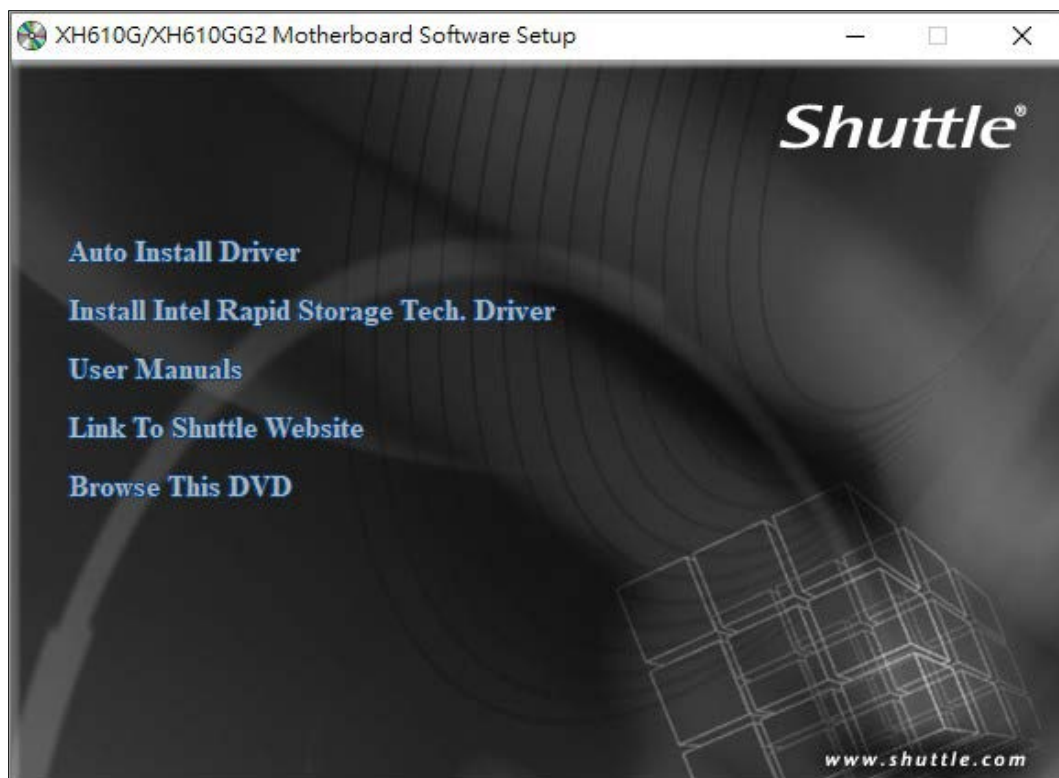 XH610G/XH610GG2 Motherboard Software Setup
Shuttle®
Auto Install Driver
Install Intel Rapid Storage Tech. Driver
User Manuals
Link To Shuttle Website
Browse This DVD
www.shuttle.com